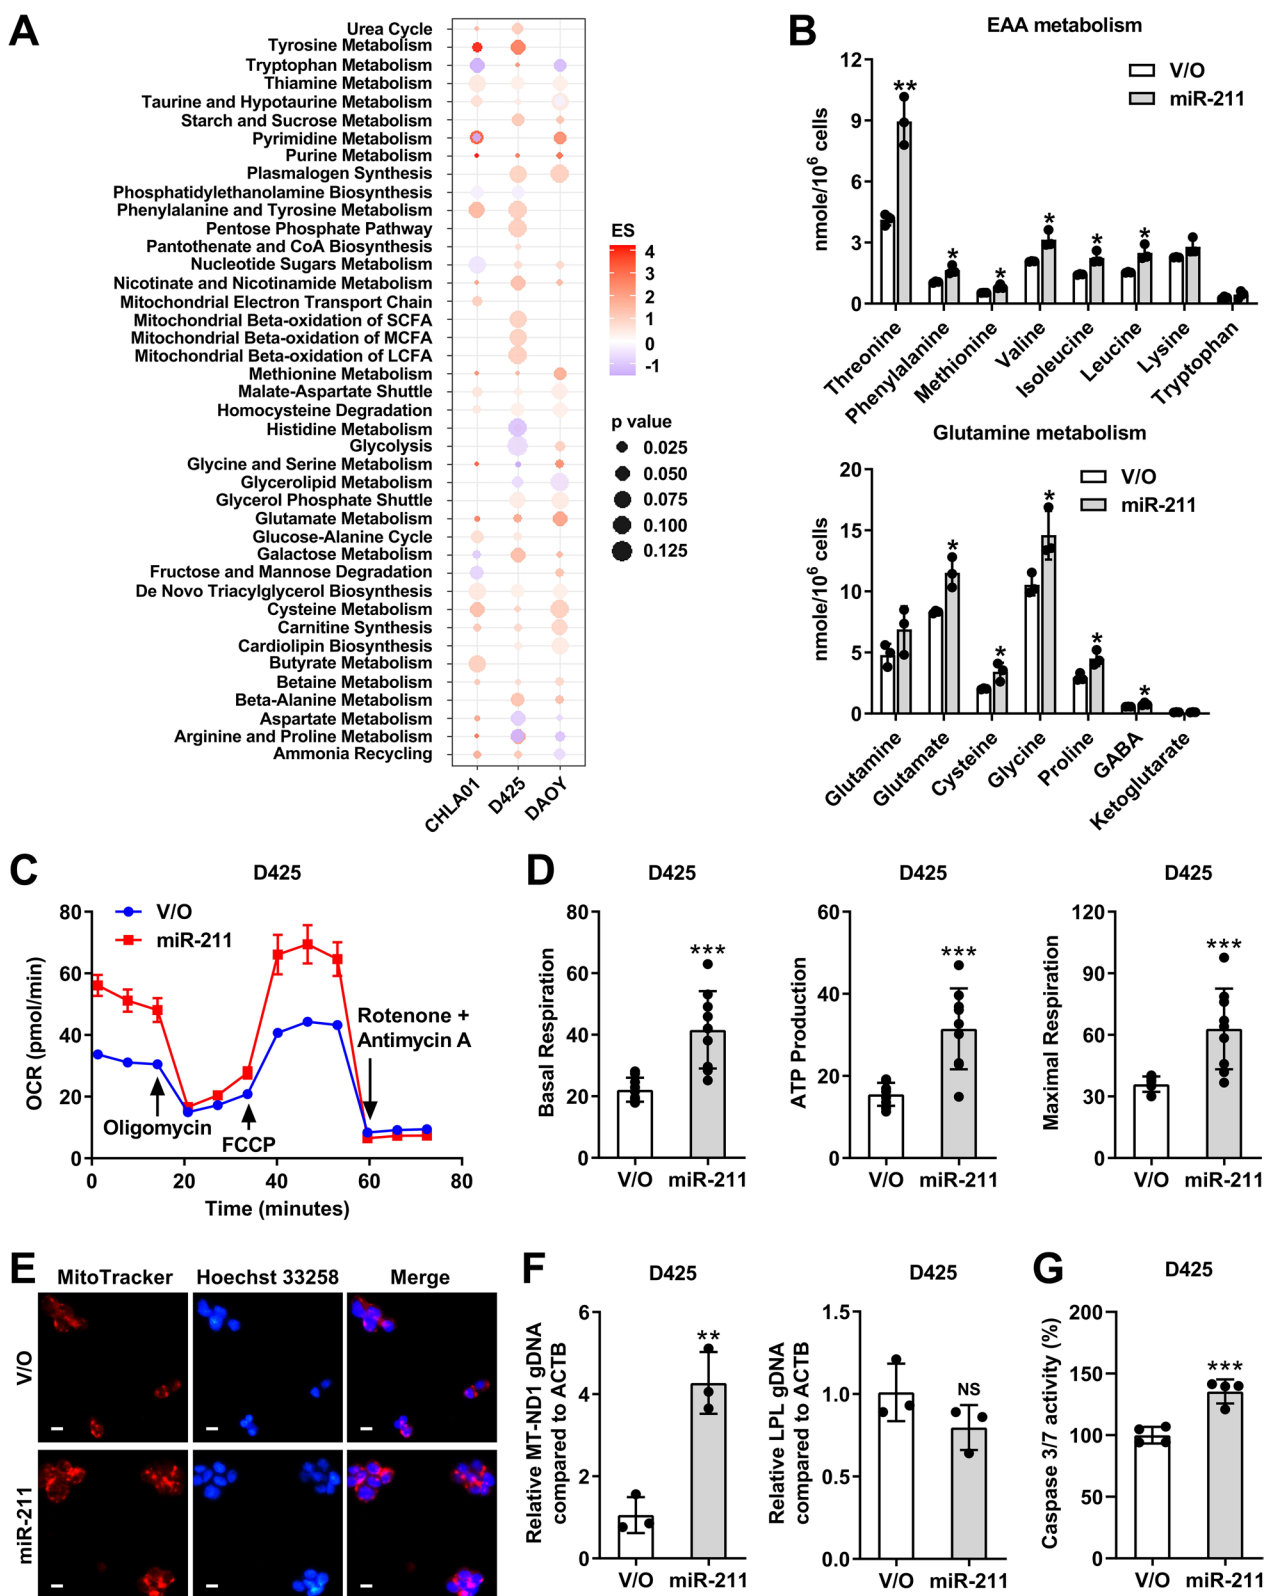 A
Urea Cycle
Tyrosine Metabolism
Tryptophan Metabolism
Thiamine Metabolism
Taurine and Hypotaurine Metabolism
Starch and Sucrose Metabolism
Pyrimidine Metabolism
Purine Metabolism
Plasmalogen Synthesis
Phosphatidylethanolamine Biosynthesis
Phenylalanine and Tyrosine Metabolism
Pentose Phosphate Pathway
Pantothenate and CoA Biosynthesis
Nucleotide Sugars Metabolism
Nicotinate and Nicotinamide Metabolism
Mitochondrial Electron Transport Chain
Mitochondrial Beta-oxidation of SCFA
Mitochondrial Beta-oxidation of MCFA
Mitochondrial Beta-oxidation of LCFA
Methionine Metabolism
Malate-Aspartate Shuttle
Homocysteine Degradation
Histidine Metabolism
Glycolysis
Glycine and Serine Metabolism
Glycerolipid Metabolism
Glycerol Phosphate Shuttle
Glutamate Metabolism
Glucose-Alanine Cycle
Galactose Metabolism
Fructose and Mannose Degradation
De Novo Triacylglycerol Biosynthesis
Cysteine Metabolism
Carnitine Synthesis
Cardiolipin Biosynthesis
Butyrate Metabolism
Betaine Metabolism
Beta-Alanine Metabolism
Aspartate Metabolism
Arginine and Proline Metabolism
Ammonia Recycling
CHLA01
D425
DAOY
ES
4
3
2
1
0
-1
p value
0.025
0.050
0.075
0.100
0.125
B
EAA metabolism
V/O
miR-211
nmole/10⁶ cells
12
9
6
3
0
**
*
*
*
*
*
Threonine
Phenylalanine
Methionine
Valine
Isoleucine
Leucine
Lysine
Tryptophan
Glutamine metabolism
V/O
miR-211
nmole/10⁶ cells
20
15
10
5
0
*
*
*
*
*
Glutamine
Glutamate
Cysteine
Glycine
Proline
GABA
Ketoglutarate
C
D425
V/O
miR-211
OCR (pmol/min)
80
60
40
20
0
Oligomycin
FCCP
Rotenone +
Antimycin A
0
20
40
60
80
Time (minutes)
D
D425
Basal Respiration
80
60
40
20
0
***
V/O
miR-211
D425
ATP Production
60
40
20
0
***
V/O
miR-211
D425
Maximal Respiration
120
90
60
30
0
***
V/O
miR-211
E
MitoTracker
Hoechst 33258
Merge
V/O
miR-211
F
D425
Relative MT-ND1 gDNA
compared to ACTB
6
4
2
0
**
V/O
miR-211
D425
Relative LPL gDNA
compared to ACTB
1.5
1.0
0.5
0.0
NS
V/O
miR-211
G
D425
Caspase 3/7 activity (%)
200
150
100
50
0
***
V/O
miR-211